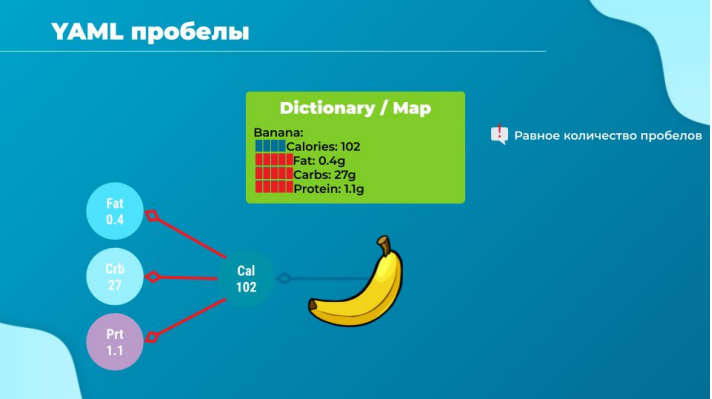 YAML пробелы
Dictionary / Map
Banana:
Calories: 102
Fat: 0.4g
Carbs: 27g
Protein: 1.1g
! Равное количество пробелов
Fat
0.4
Crb
27
Cal
102
Prt
1.1